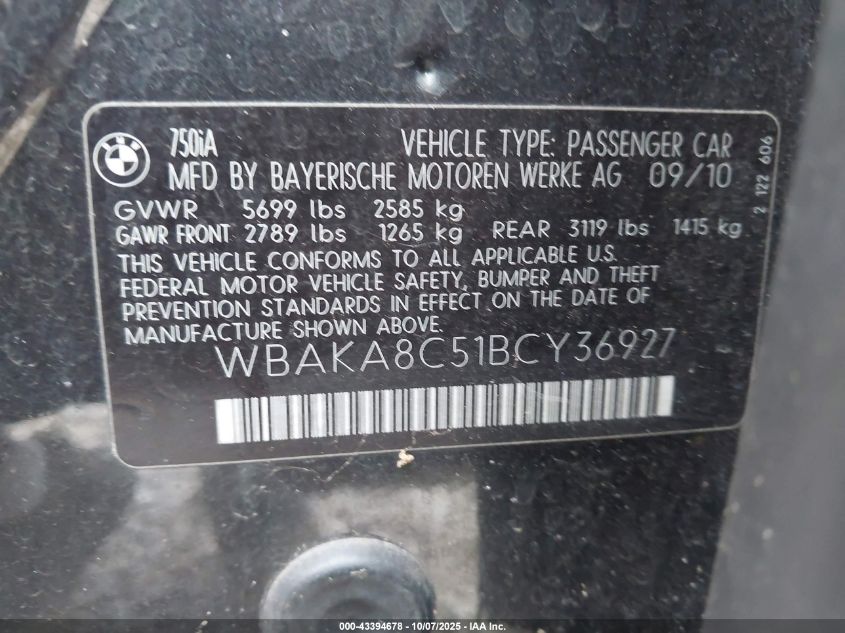 BMW
750iA VEHICLE TYPE: PASSENGER CAR
MFD BY BAYERISCHE MOTOREN WERKE AG 09/10
GVWR 5699 lbs 2585 kg
GAWR FRONT 2789 lbs 1265 kg REAR 3119 lbs 1415 kg
THIS VEHICLE CONFORMS TO ALL APPLICABLE U.S.
FEDERAL MOTOR VEHICLE SAFETY, BUMPER AND THEFT
PREVENTION STANDARDS IN EFFECT ON THE DATE OF
MANUFACTURE SHOWN ABOVE.
WBAKA8C51BCY36927
2 122 606
000-43394678 - 10/07/2025 - IAA Inc.